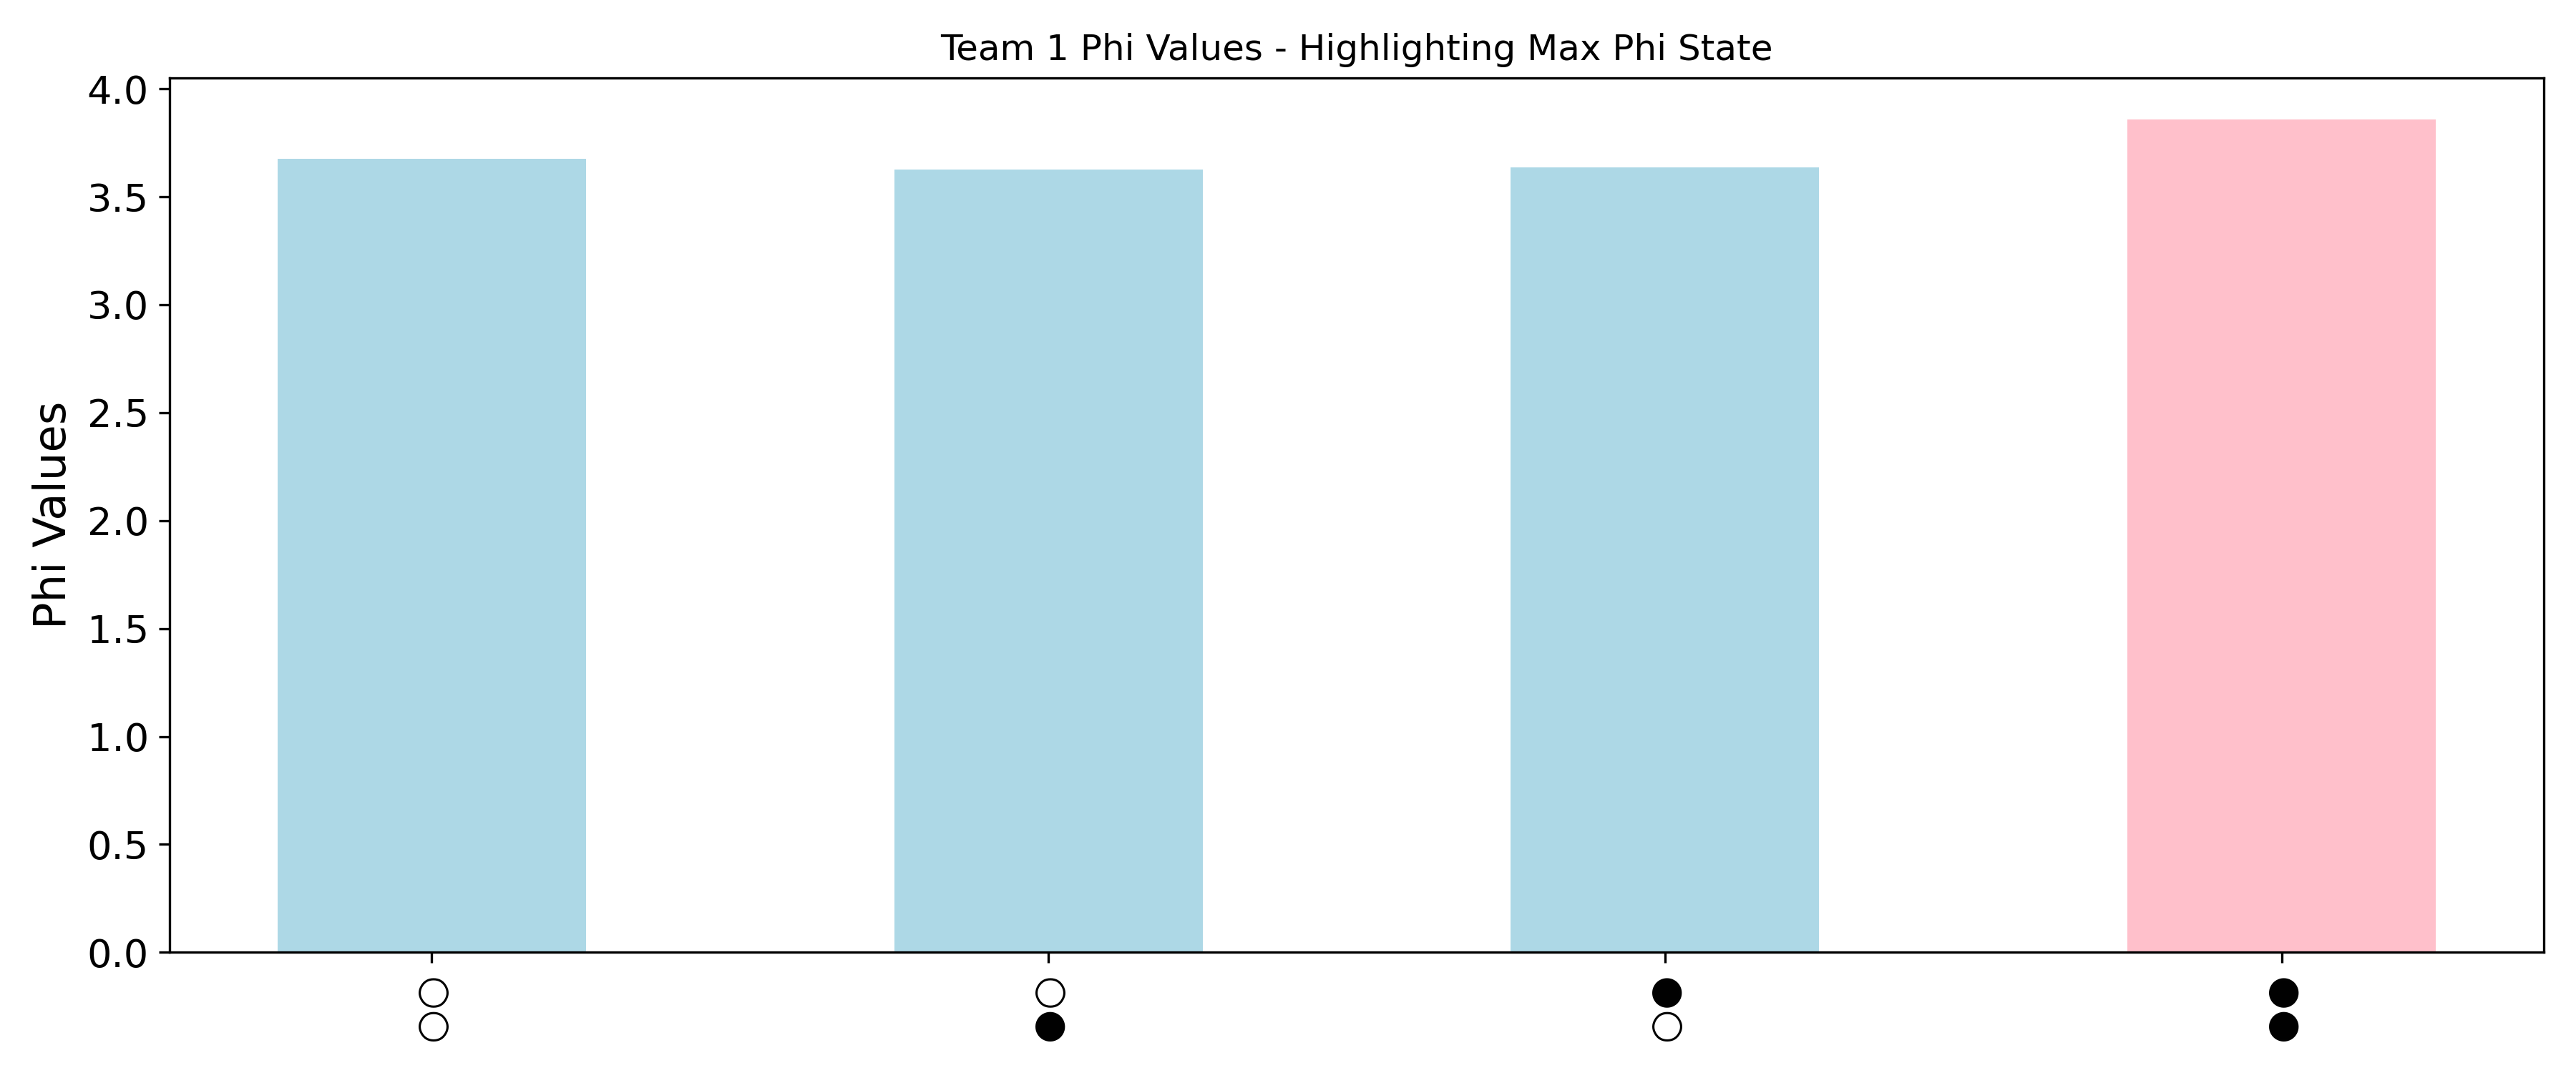 Team 1 Phi Values - Highlighting Max Phi State
Phi Values
4.0
3.5
3.0
2.5
2.0
1.5
1.0
0.5
0.0
○ ○ ● ●
○ ● ○ ●